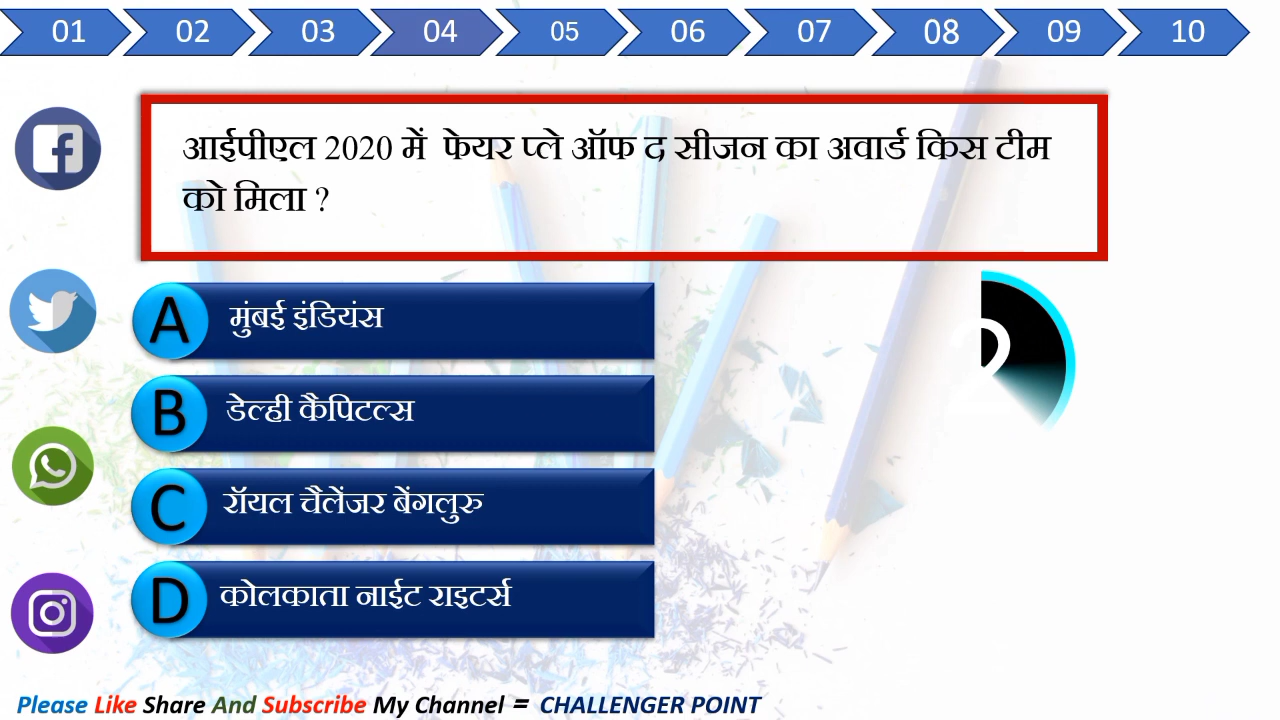 01 02 03 04 05 06 07 08 09 10
आईपीएल 2020 में फेयर प्ले ऑफ द सीजन का अवार्ड किस टीम
को मिला ?
2
A मुंबई इंडियंस
B डेल्ही कैपिटल्स
C रॉयल चैलेंजर बेंगलुरु
D कोलकाता नाईट राइटर्स
Please Like Share And Subscribe My Channel = CHALLENGER POINT